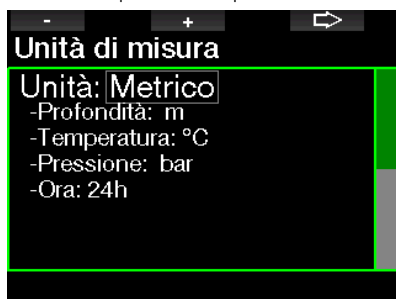 - +
Unità di misura
Unità: Metrico
-Profondità: m
-Temperatura: °C
-Pressione: bar
-Ora: 24h